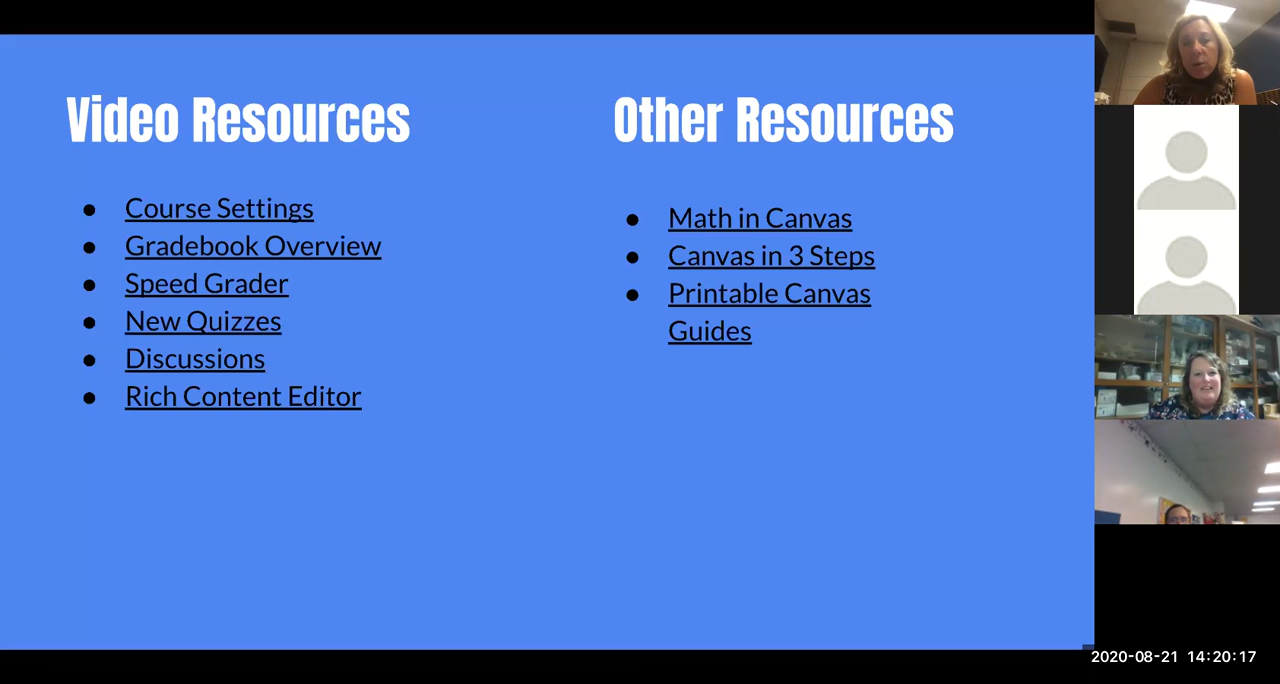 Video Resources
● Course Settings
● Gradebook Overview
● Speed Grader
● New Quizzes
● Discussions
● Rich Content Editor
Other Resources
● Math in Canvas
● Canvas in 3 Steps
● Printable Canvas
Guides
2020-08-21 14:20:17